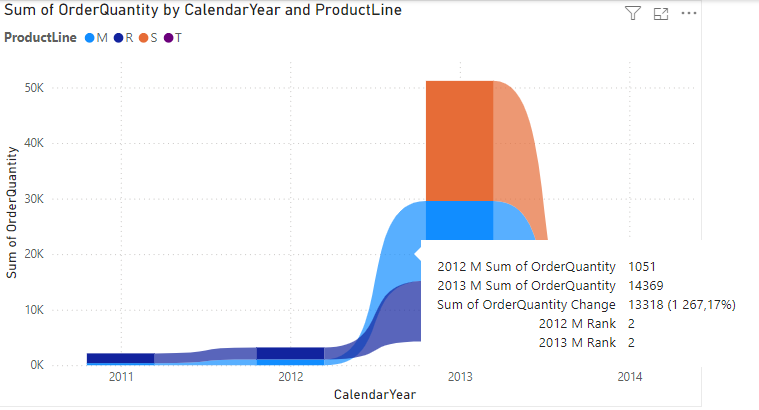 Sum of OrderQuantity by CalendarYear and ProductLine
ProductLine M R S T
50K
40K
30K
20K
10K
0K
Sum of OrderQuantity
2012 M Sum of OrderQuantity 1051
2013 M Sum of OrderQuantity 14369
Sum of OrderQuantity Change 13318 (1 267,17%)
2012 M Rank 2
2013 M Rank 2
2011 2012 2013 2014
CalendarYear